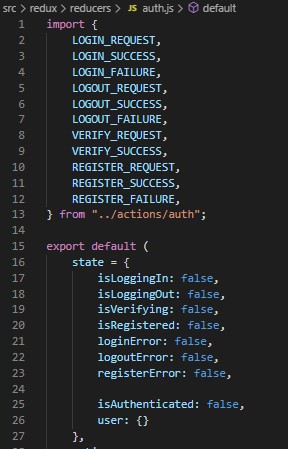 src > redux > reducers > JS auth.js > default
1 import {
2 LOGIN_REQUEST,
3 LOGIN_SUCCESS,
4 LOGIN_FAILURE,
5 LOGOUT_REQUEST,
6 LOGOUT_SUCCESS,
7 LOGOUT_FAILURE,
8 VERIFY_REQUEST,
9 VERIFY_SUCCESS,
10 REGISTER_REQUEST,
11 REGISTER_SUCCESS,
12 REGISTER_FAILURE,
13 } from "../actions/auth";
14
15 export default (
16 state = {
17 isLoggingIn: false,
18 isLoggingOut: false,
19 isVerifying: false,
20 isRegistered: false,
21 loginError: false,
22 logoutError: false,
23 registerError: false,
24
25 isAuthenticated: false,
26 user: {}
27 },